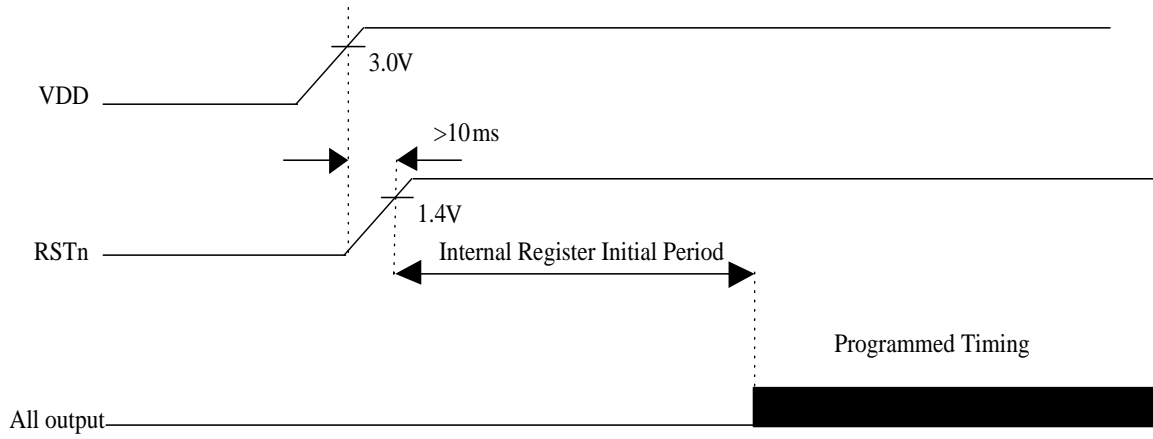 3.0V
VDD
>10ms
1.4V
RSTn
Internal Register Initial Period
Programmed Timing
All output